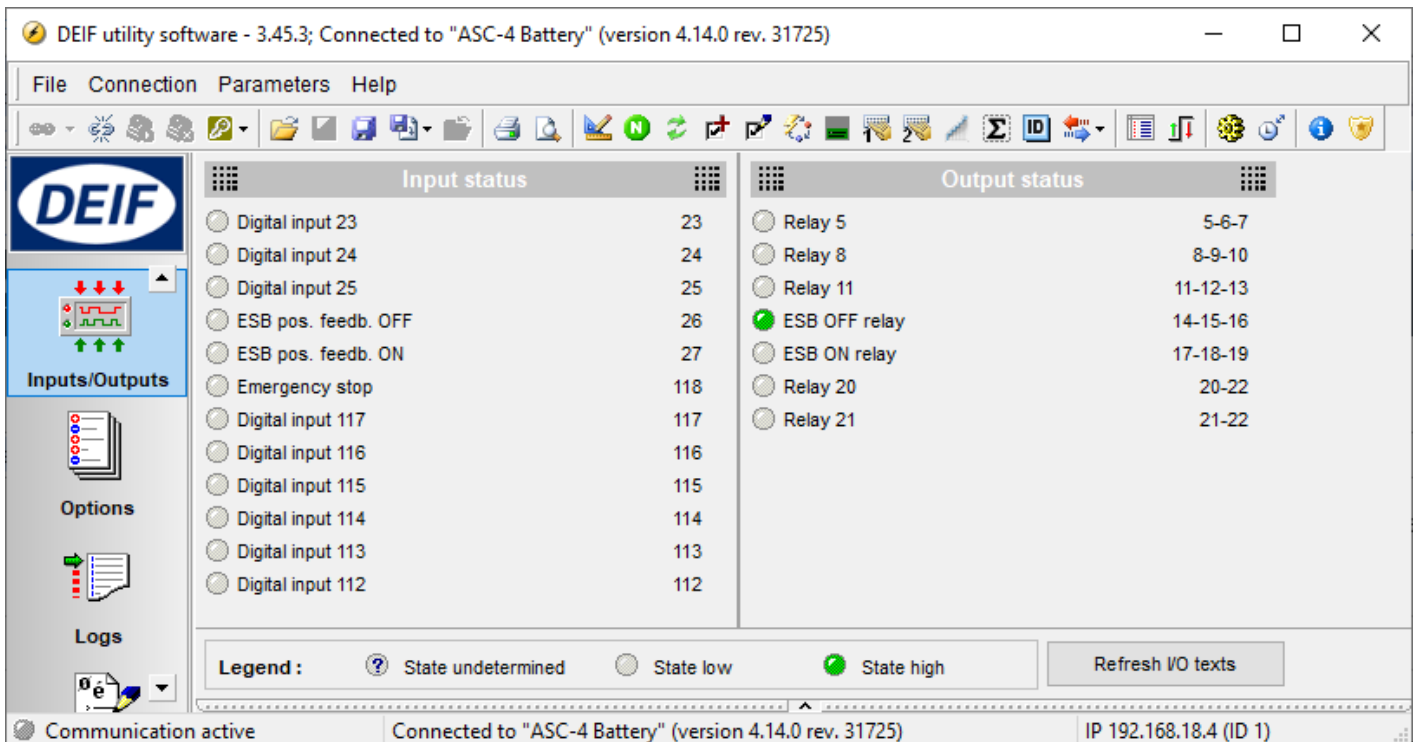 DEIF utility software - 3.45.3; Connected to "ASC-4 Battery" (version 4.14.0 rev. 31725)
File Connection Parameters Help
N Σ ID i
DEIF
Inputs/Outputs
Options
Logs
Input status
Digital input 23 23
Digital input 24 24
Digital input 25 25
ESB pos. feedb. OFF 26
ESB pos. feedb. ON 27
Emergency stop 118
Digital input 117 117
Digital input 116 116
Digital input 115 115
Digital input 114 114
Digital input 113 113
Digital input 112 112
Output status
Relay 5 5-6-7
Relay 8 8-9-10
Relay 11 11-12-13
ESB OFF relay 14-15-16
ESB ON relay 17-18-19
Relay 20 20-22
Relay 21 21-22
Legend : ? State undetermined State low State high Refresh I/O texts
Communication active Connected to "ASC-4 Battery" (version 4.14.0 rev. 31725) IP 192.168.18.4 (ID 1)